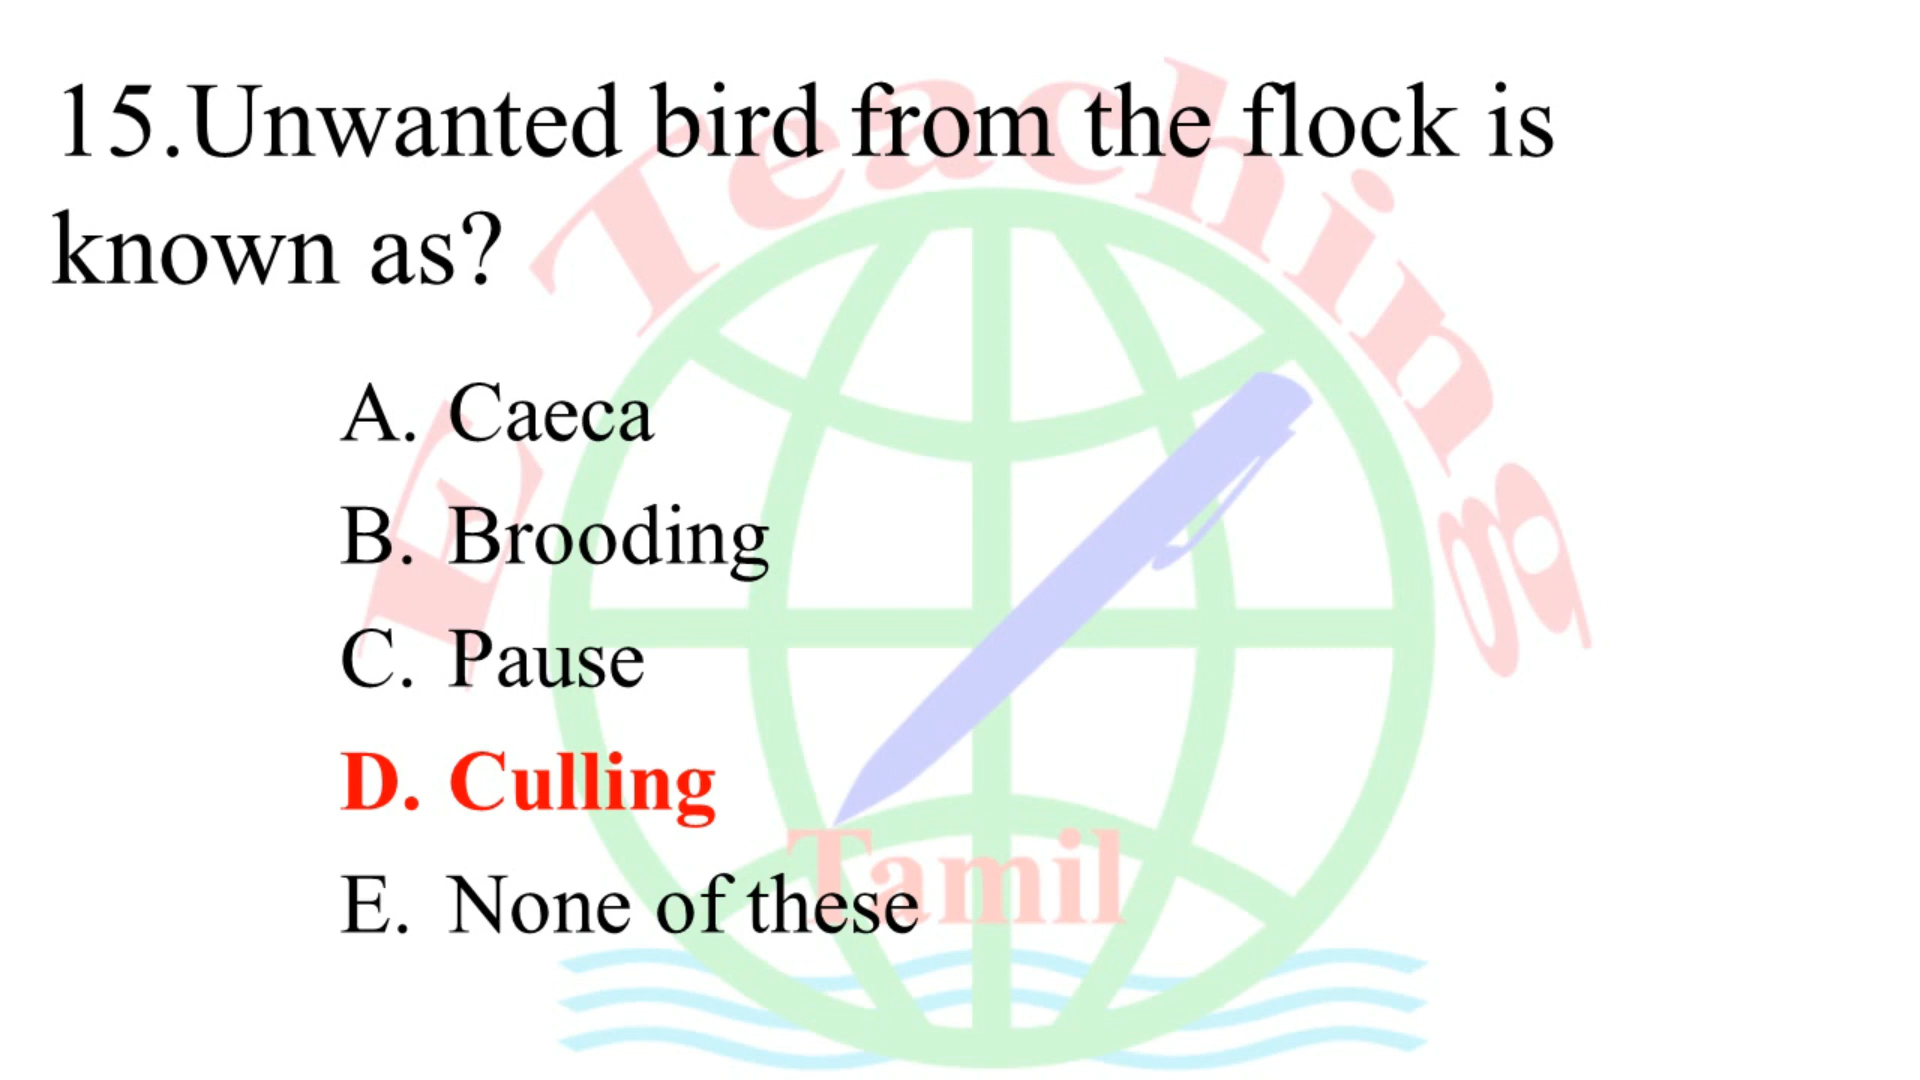 E Teaching
15.Unwanted bird from the flock is
known as?
A. Caeca
B. Brooding
C. Pause
D. Culling
E. None of these
Tamil